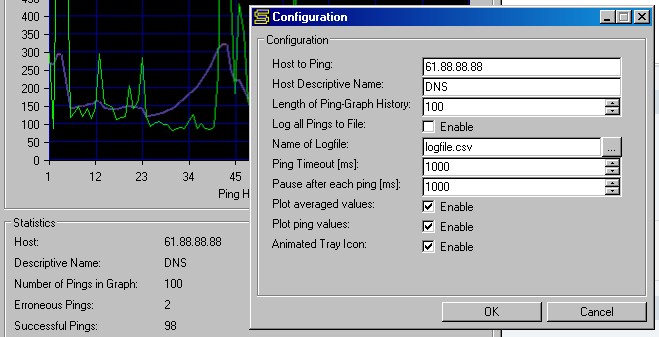 450
400
350
300
250
200
150
100
50
0
1 12 23 34 45
Ping H
Statistics
Host: 61.88.88.88
Descriptive Name: DNS
Number of Pings in Graph: 100
Erroneous Pings: 2
Successful Pings: 98
Configuration
Configuration
Host to Ping: 61.88.88.88
Host Descriptive Name: DNS
Length of Ping-Graph History: 100
Log all Pings to File: Enable
Name of Logfile: logfile.csv ...
Ping Timeout [ms]: 1000
Pause after each ping [ms]: 1000
Plot averaged values: Enable
Plot ping values: Enable
Animated Tray Icon: Enable
OK Cancel